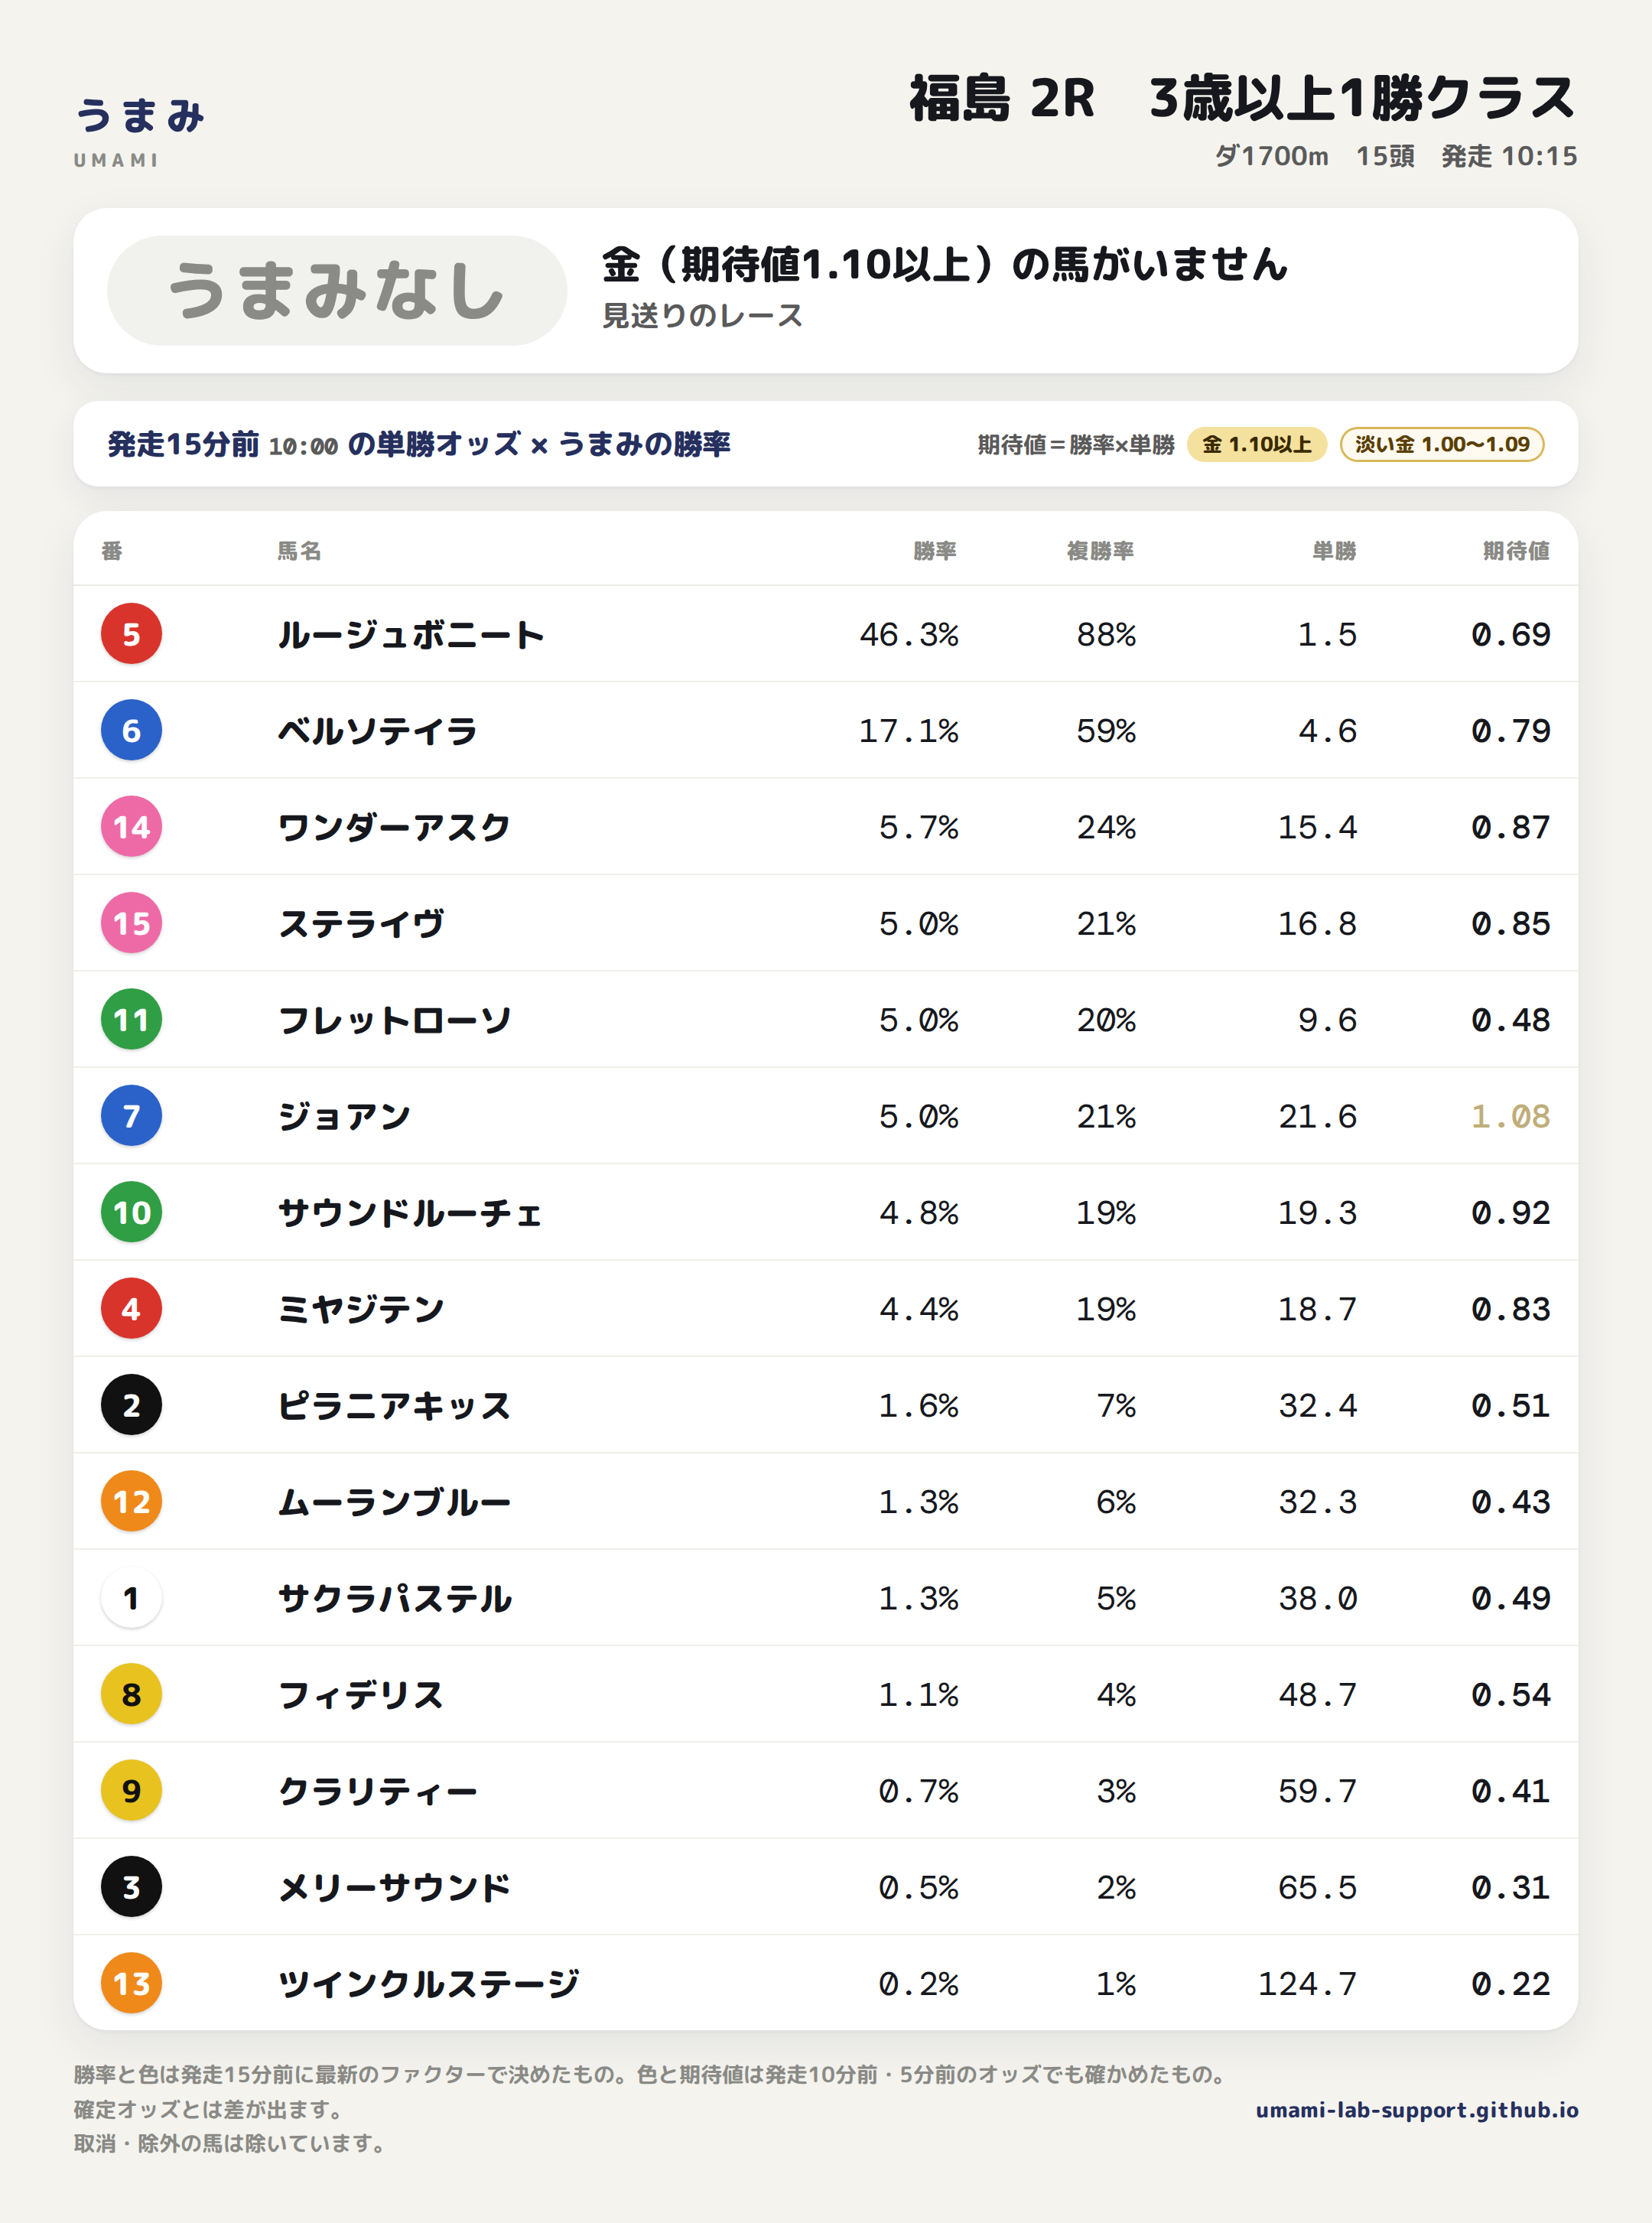 うまみ
UMAMI
福島 2R　3歳以上1勝クラス
ダ1700m　15頭　発走 10:15
うまみなし
金（期待値1.10以上）の馬がいません
見送りのレース
発走15分前 10:00 の単勝オッズ × うまみの勝率
期待値＝勝率×単勝 金 1.10以上 淡い金 1.00〜1.09
番 馬名 勝率 複勝率 単勝 期待値
5 ルージュボニート 46.3% 88% 1.5 0.69
6 ベルソテイラ 17.1% 59% 4.6 0.79
14 ワンダーアスク 5.7% 24% 15.4 0.87
15 ステライヴ 5.0% 21% 16.8 0.85
11 フレットローソ 5.0% 20% 9.6 0.48
7 ジョアン 5.0% 21% 21.6 1.08
10 サウンドルーチェ 4.8% 19% 19.3 0.92
4 ミヤジテン 4.4% 19% 18.7 0.83
2 ピラニアキッス 1.6% 7% 32.4 0.51
12 ムーランブルー 1.3% 6% 32.3 0.43
1 サクラパステル 1.3% 5% 38.0 0.49
8 フィデリス 1.1% 4% 48.7 0.54
9 クラリティー 0.7% 3% 59.7 0.41
3 メリーサウンド 0.5% 2% 65.5 0.31
13 ツインクルステージ 0.2% 1% 124.7 0.22
勝率と色は発走15分前に最新のファクターで決めたもの。色と期待値は発走10分前・5分前のオッズでも確かめたもの。
確定オッズとは差が出ます。
取消・除外の馬は除いています。
umami-lab-support.github.io